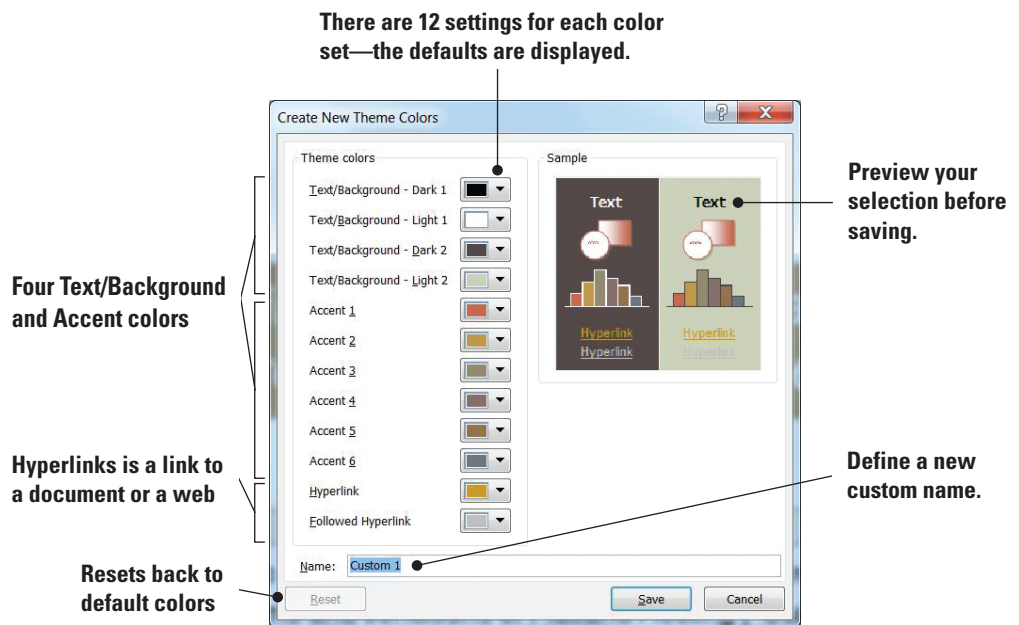 There are 12 settings for each color
set—the defaults are displayed.
Create New Theme Colors
?
X
Theme colors
Text/Background - Dark 1
Text/Background - Light 1
Text/Background - Dark 2
Text/Background - Light 2
Accent 1
Accent 2
Accent 3
Accent 4
Accent 5
Accent 6
Hyperlink
Followed Hyperlink
Sample
Text
Text
Hyperlink
Hyperlink
Hyperlink
Hyperlink
Name: Custom 1
Reset
Save
Cancel
Four Text/Background
and Accent colors
Hyperlinks is a link to
a document or a web
Resets back to
default colors
Preview your
selection before
saving.
Define a new
custom name.